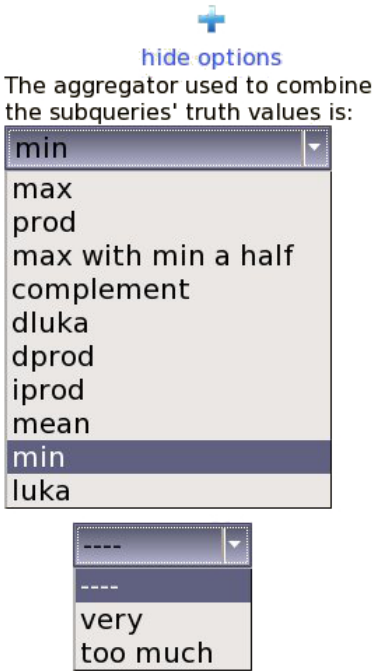 hide options
The aggregator used to combine
the subqueries' truth values is:
min
max
prod
max with min a half
complement
dluka
dprod
iprod
mean
min
luka
----
----
very
too much